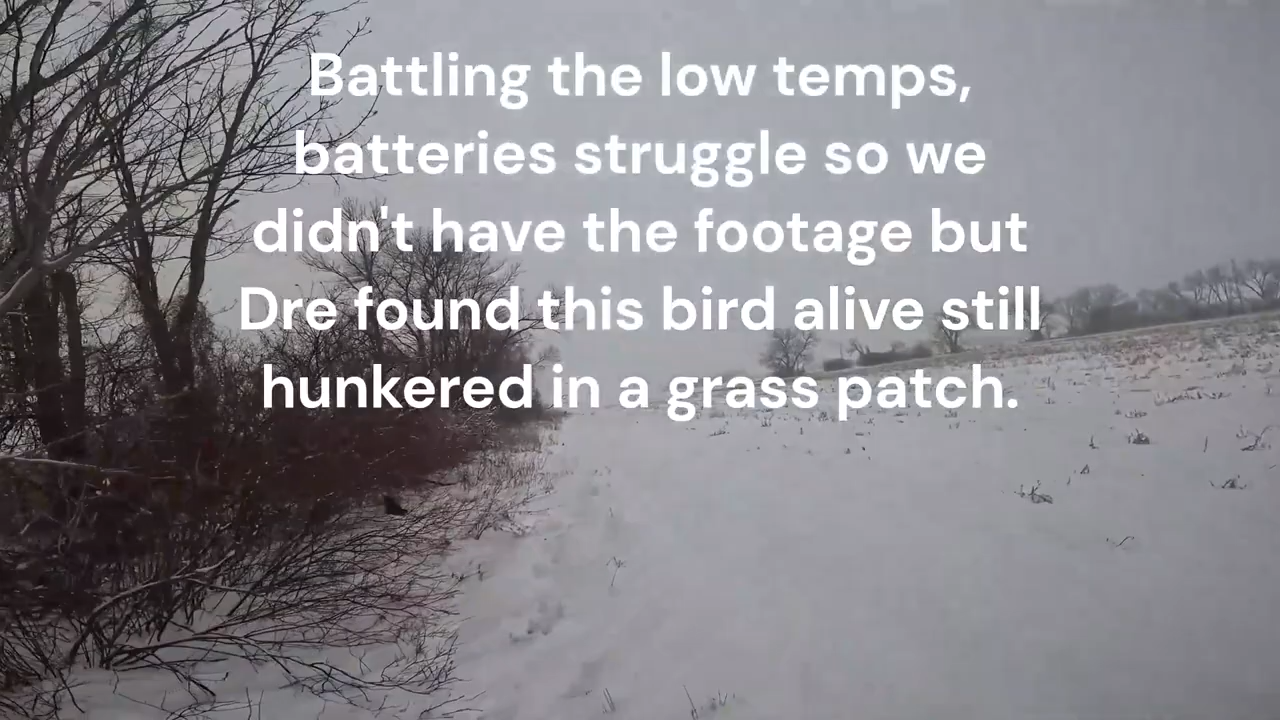 Battling the low temps,
batteries struggle so we
didn't have the footage but
Dre found this bird alive still
hunkered in a grass patch.